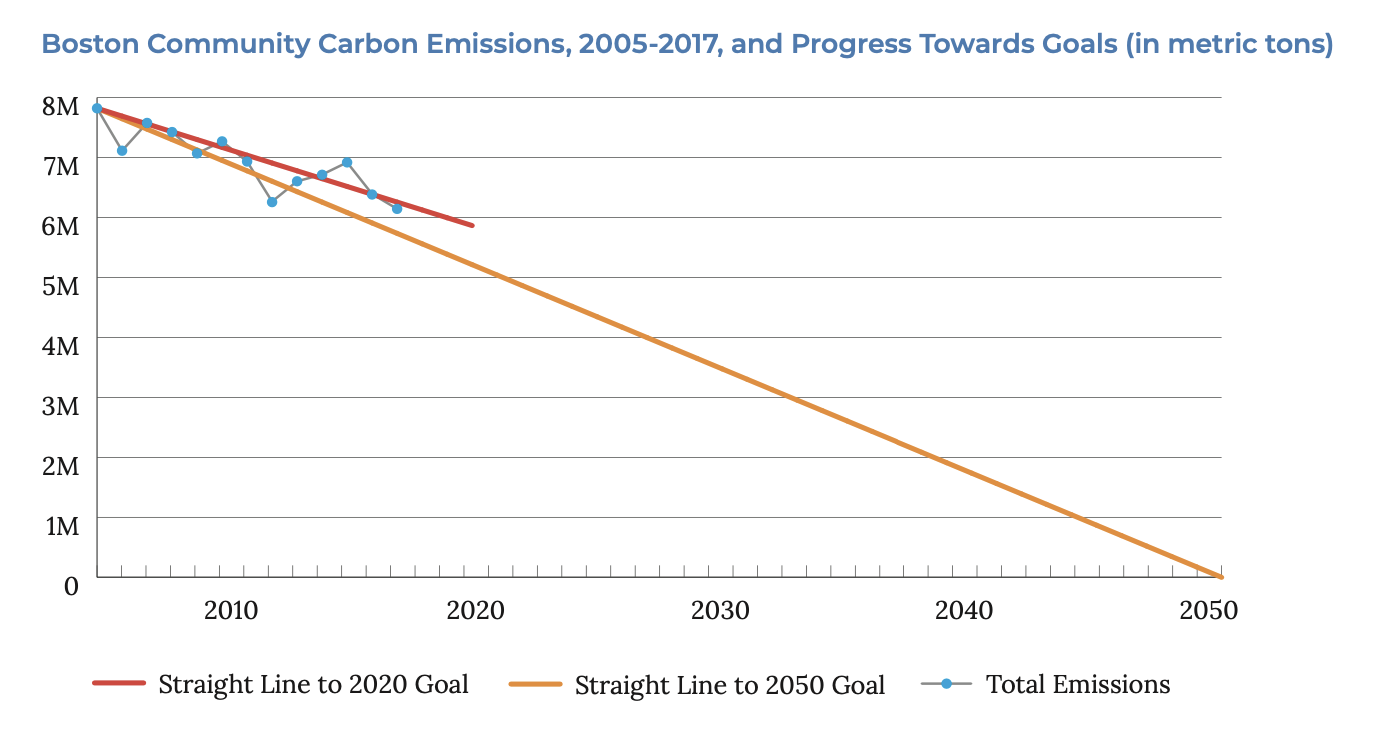 Boston Community Carbon Emissions, 2005-2017, and Progress Towards Goals (in metric tons)
8M
7M
6M
5M
4M
3M
2M
1M
0
2010 2020 2030 2040 2050
Straight Line to 2020 Goal Straight Line to 2050 Goal Total Emissions